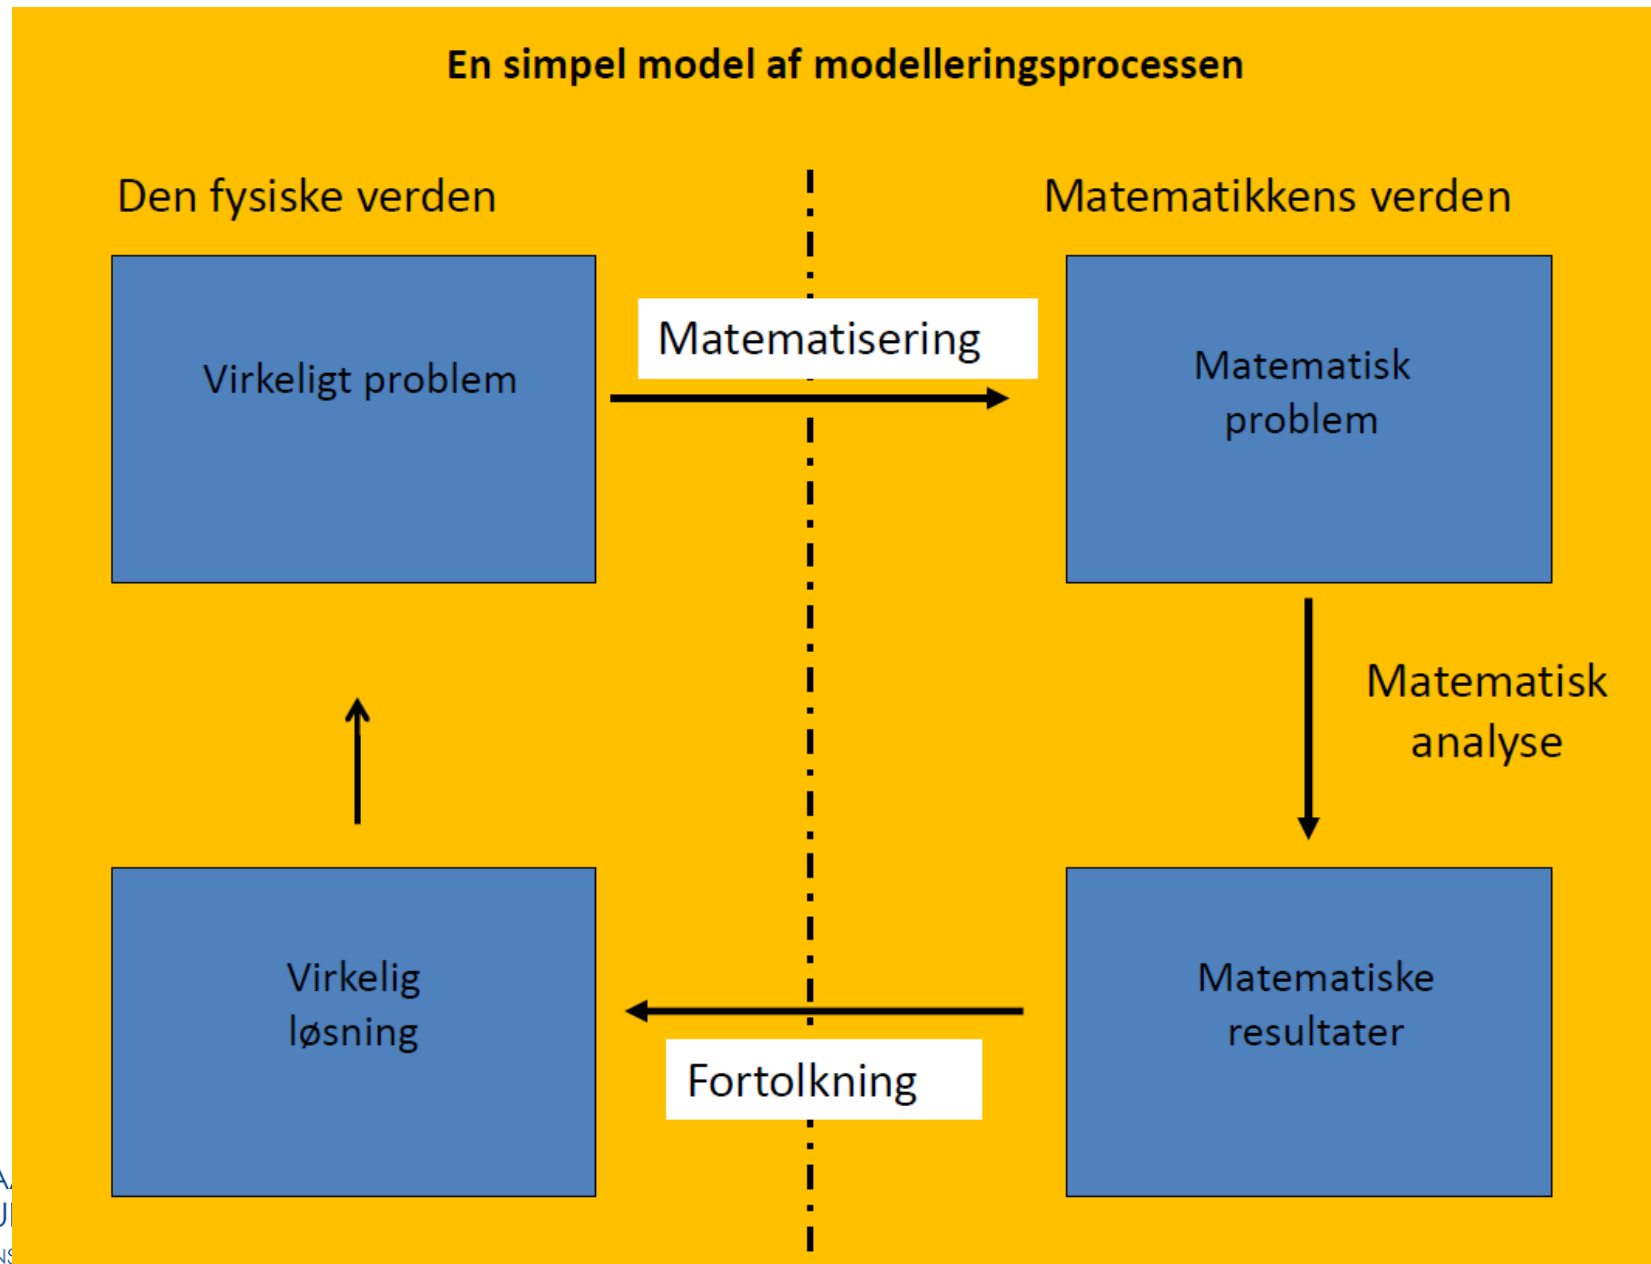 En simpel model af modelleringsprocessen
Den fysiske verden
Matematikkens verden
Virkeligt problem
Matematisering
Matematisk
problem
Matematisk
analyse
Virkelig
løsning
Fortolkning
Matematiske
resultater